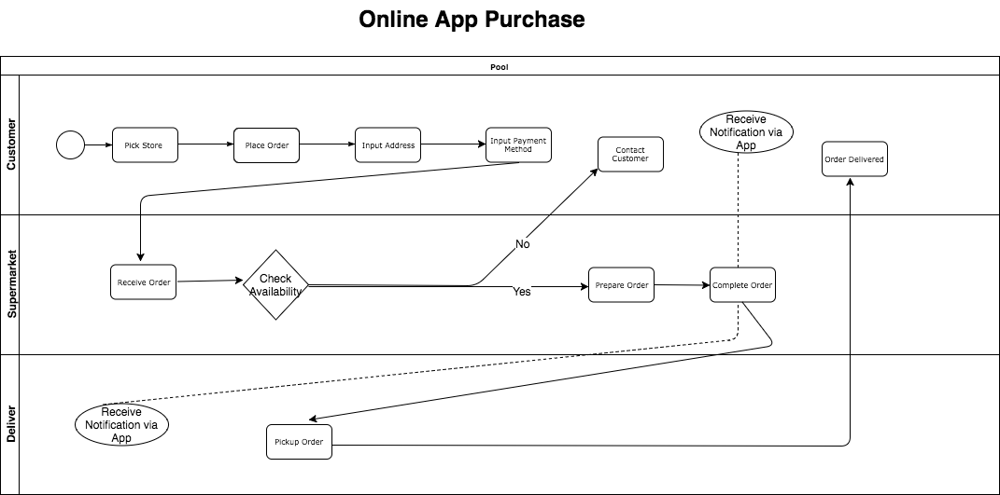 Online App Purchase
Pool
Customer
Pick Store
Place Order
Input Address
Input Payment
Method
Contact
Customer
Receive
Notification via
App
Order Delivered
Supermarket
Receive Order
Check
Availability
No
Yes
Prepare Order
Complete Order
Deliver
Receive
Notification via
App
Pickup Order